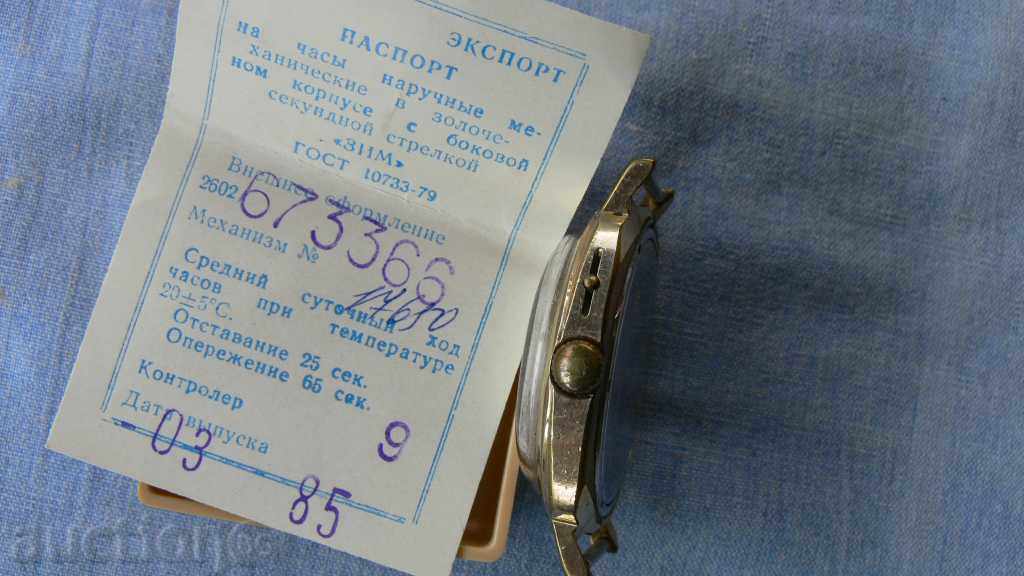 ЭКСПОРТ
ПАСПОРТ
на часы наручные ме-
ханические в золоче-
ном корпусе с боковой
секундной стрелкой
«ЗИМ»
ГОСТ 10733-79
Внешнее оформление
2602 673366
Механизм №
17650
Средний суточный ход
часов при температуре
20±5°С.
Отставание 25 сек.
Опережение 65 сек.
Контролер 9
Дата выпуска
- 03 85
auction